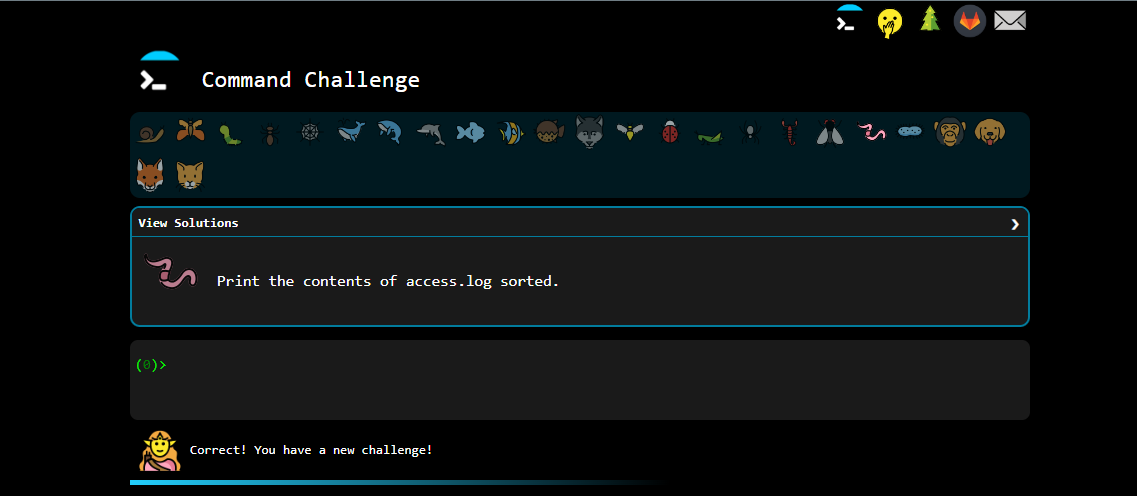 Command Challenge
View Solutions
Print the contents of access.log sorted.
(0)>
Correct! You have a new challenge!